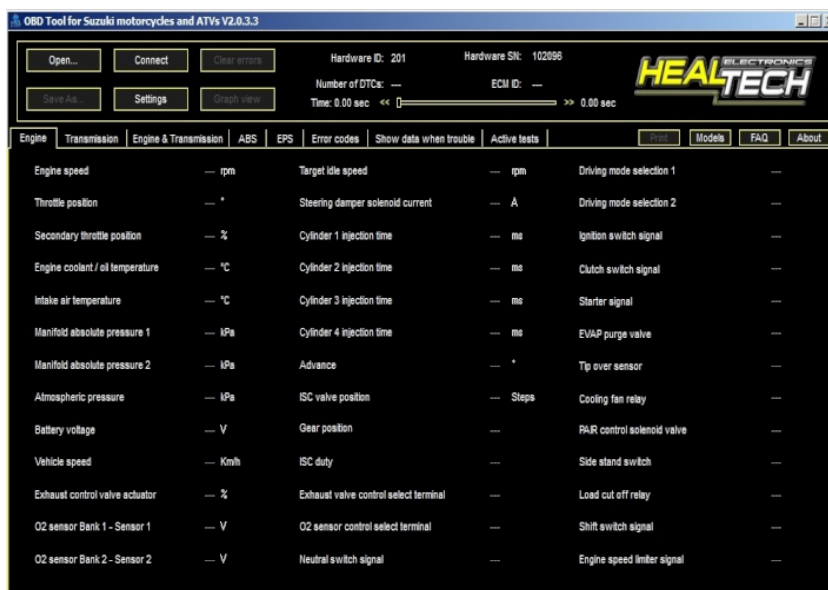 OBD Tool for Suzuki motorcycles and ATVs V2.0.3.3
Open... Connect Clear errors Hardware ID: 201 Hardware SN: 102096
HEALTECH ELECTRONICS
Number of DTCs: --- ECM ID: ---
Save As... Settings Graph view Time: 0.00 sec << >> 0.00 sec
Engine Transmission Engine & Transmission ABS EPS Error codes Show data when trouble Active tests Print Models FAQ About
Engine speed --- rpm Target idle speed --- rpm Driving mode selection 1 ---
Throttle position --- ° Steering damper solenoid current --- A Driving mode selection 2 ---
Secondary throttle position --- % Cylinder 1 injection time --- ms Ignition switch signal ---
Engine coolant / oil temperature --- °C Cylinder 2 injection time --- ms Clutch switch signal ---
Intake air temperature --- °C Cylinder 3 injection time --- ms Starter signal ---
Manifold absolute pressure 1 --- kPa Cylinder 4 injection time --- ms EVAP purge valve ---
Manifold absolute pressure 2 --- kPa Advance --- ° Tip over sensor ---
Atmospheric pressure --- kPa ISC valve position --- Steps Cooling fan relay ---
Battery voltage --- V Gear position --- PAIR control solenoid valve ---
Vehicle speed --- Km/h ISC duty --- Side stand switch ---
Exhaust control valve actuator --- % Exhaust valve control select terminal --- Load cut off relay ---
O2 sensor Bank 1 - Sensor 1 --- V O2 sensor control select terminal --- Shift switch signal ---
O2 sensor Bank 2 - Sensor 2 --- V Neutral switch signal --- Engine speed limiter signal ---